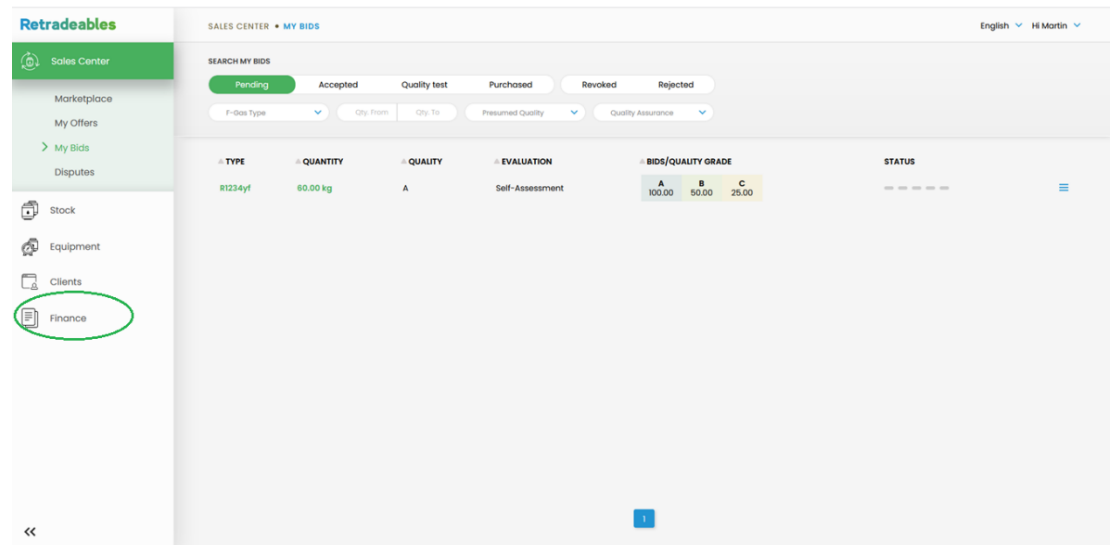 Retradeables
SALES CENTER • MY BIDS
English
Hi Martin
Sales Center
Marketplace
My Offers
My Bids
Disputes
Stock
Equipment
Clients
Finance
SEARCH MY BIDS
Pending Accepted Quality test Purchased Revoked Rejected
F-Gas Type Qty. From Qty. To Presumed Quality Quality Assurance
TYPE QUANTITY QUALITY EVALUATION BIDS/QUALITY GRADE STATUS
R1234yf 60.00 kg A Self-Assessment
A B C
100.00 50.00 25.00
1